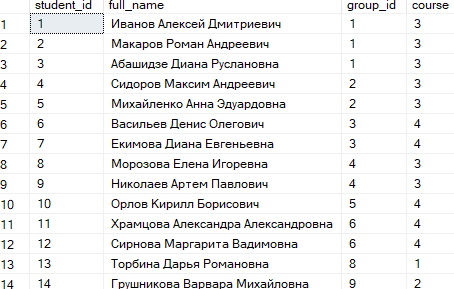 student_id full_name group_id course
1 1 Иванов Алексей Дмитриевич 1 3
2 2 Макаров Роман Андреевич 1 3
3 3 Абашидзе Диана Руслановна 1 3
4 4 Сидоров Максим Андреевич 2 3
5 5 Михайленко Анна Эдуардовна 2 3
6 6 Васильев Денис Олегович 3 4
7 7 Екимова Диана Евгеньевна 3 4
8 8 Морозова Елена Игоревна 4 3
9 9 Николаев Артем Павлович 4 3
10 10 Орлов Кирилл Борисович 5 4
11 11 Храмцова Александра Александровна 6 4
12 12 Сирнова Маргарита Вадимовна 6 4
13 13 Торбина Дарья Романовна 8 1
14 14 Грушникова Варвара Михайловна 9 2